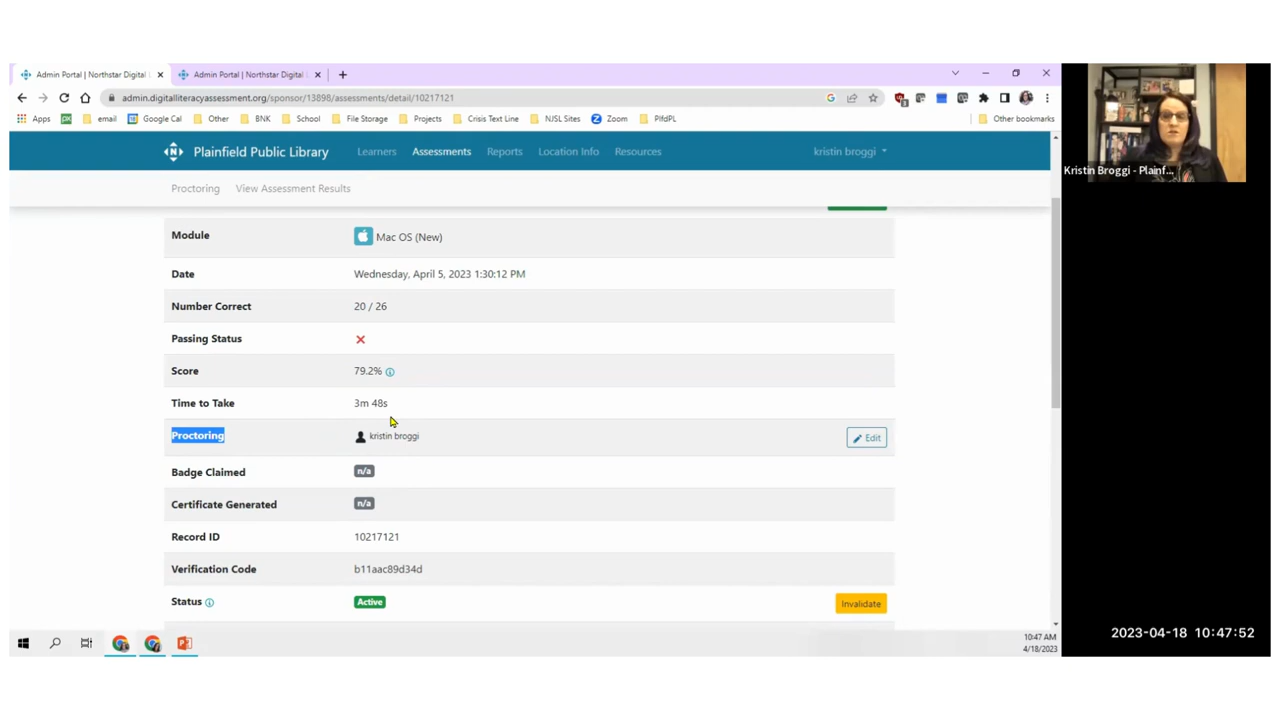 Admin Portal | Northstar Digital
Admin Portal | Northstar Digital
admin.digitalliteracyassessment.org/sponsor/13898/assessments/detail/10217121
Apps email Google Cal Other BNK School File Storage Projects Crisis Text Line NJSL Sites Zoom PlfdPL Other bookmarks
N Plainfield Public Library Learners Assessments Reports Location Info Resources kristin broggi
Proctoring View Assessment Results
Module Mac OS (New)
Date Wednesday, April 5, 2023 1:30:12 PM
Number Correct 20 / 26
Passing Status
Score 79.2%
Time to Take 3m 48s
Proctoring kristin broggi Edit
Badge Claimed n/a
Certificate Generated n/a
Record ID 10217121
Verification Code b11aac89d34d
Status Active Invalidate
10:47 AM
4/18/2023
Kristin Broggi - Plainf...
2023-04-18 10:47:52